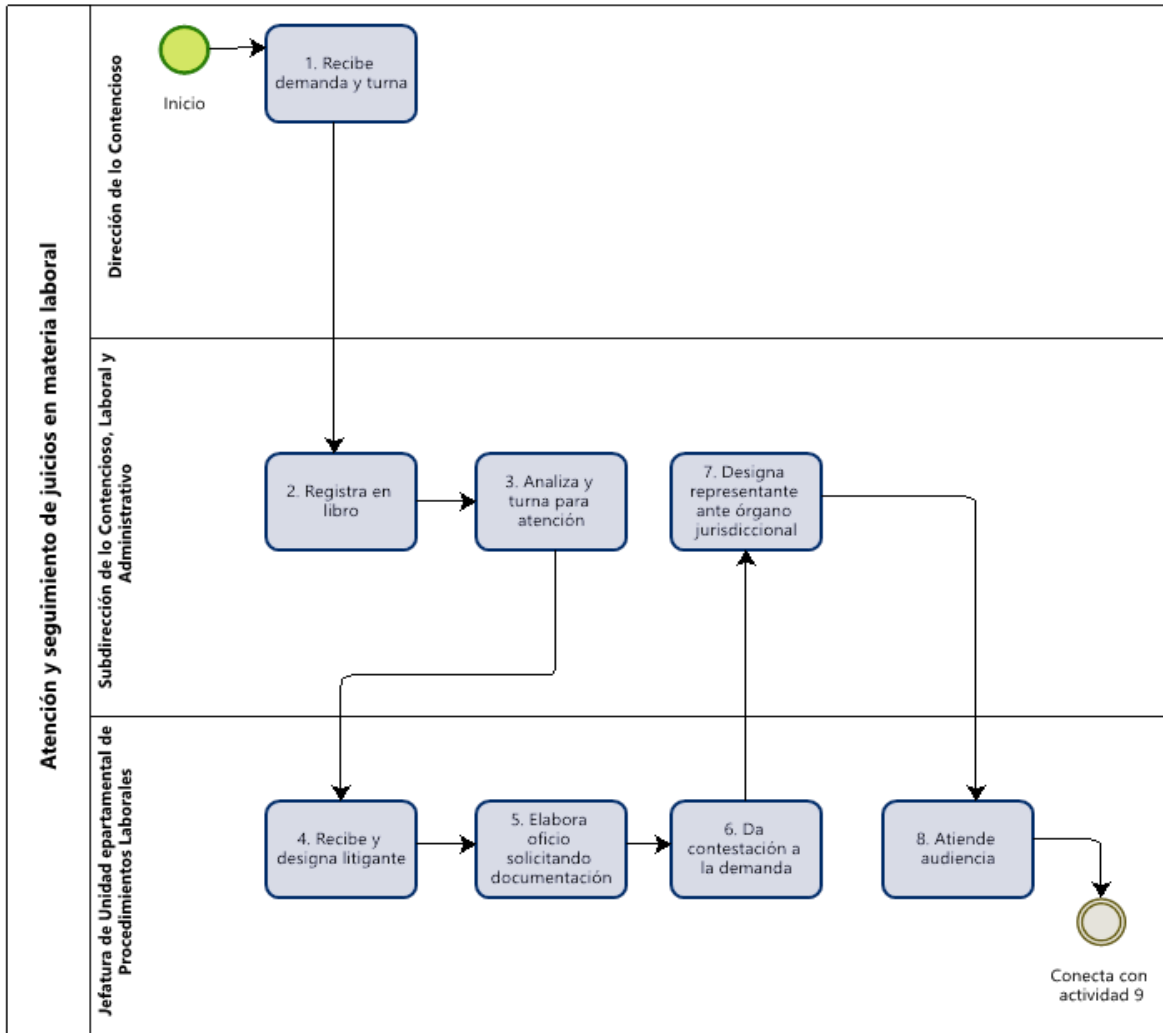 Atención y seguimiento de juicios en materia laboral
Dirección de lo Contencioso
Inicio
1. Recibe
demanda y turna
Subdirección de lo Contencioso, Laboral y
Administrativo
2. Registra en
libro
3. Analiza y
turna para
atención
7. Designa
representante
ante órgano
jurisdiccional
Jefatura de Unidad epartamental de
Procedimientos Laborales
4. Recibe y
designa litigante
5. Elabora
oficio
solicitando
documentación
6. Da
contestación a
la demanda
8. Atiende
audiencia
Conecta con
actividad 9